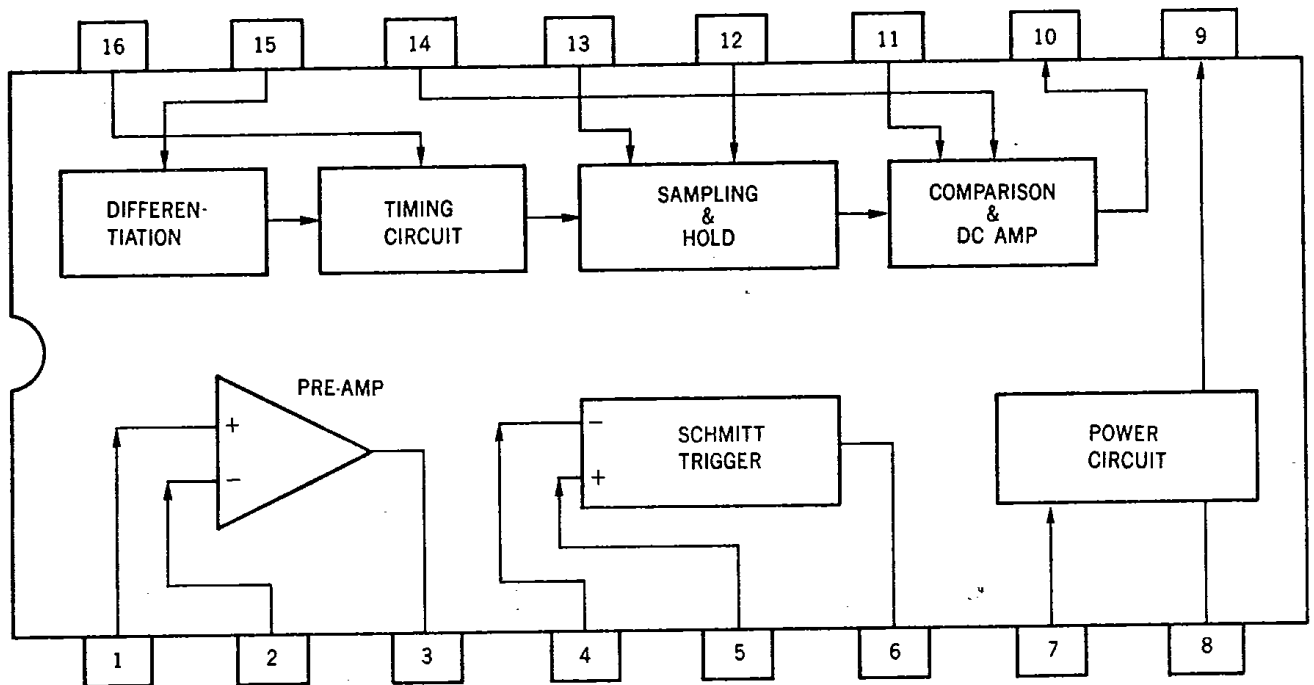 16 15 14 13 12 11 10 9
DIFFEREN-
TIATION
TIMING
CIRCUIT
SAMPLING
&
HOLD
COMPARISON
&
DC AMP
PRE-AMP
+
−
−
+
SCHMITT
TRIGGER
POWER
CIRCUIT
1 2 3 4 5 6 7 8